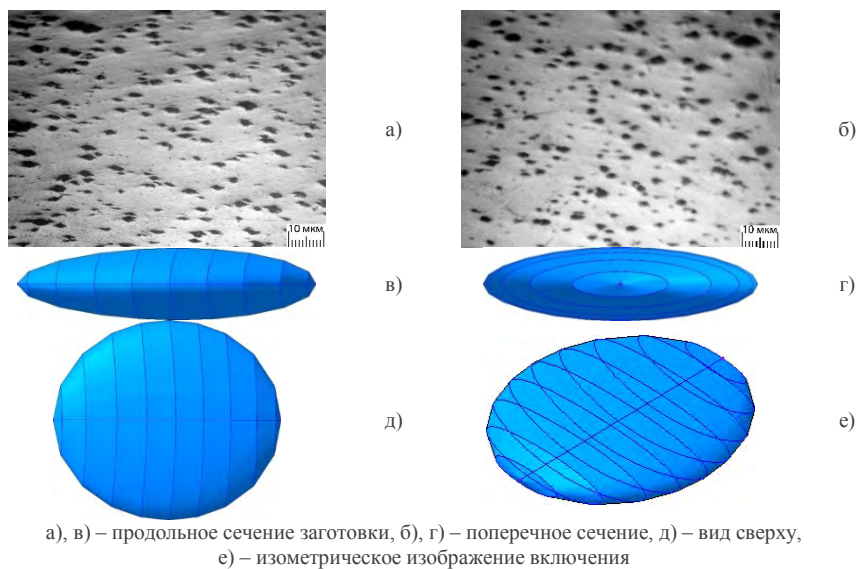 10 мкм
10 мкм
а)
б)
в)
г)
д)
е)
а), в) – продольное сечение заготовки, б), г) – поперечное сечение, д) – вид сверху,
е) – изометрическое изображение включения